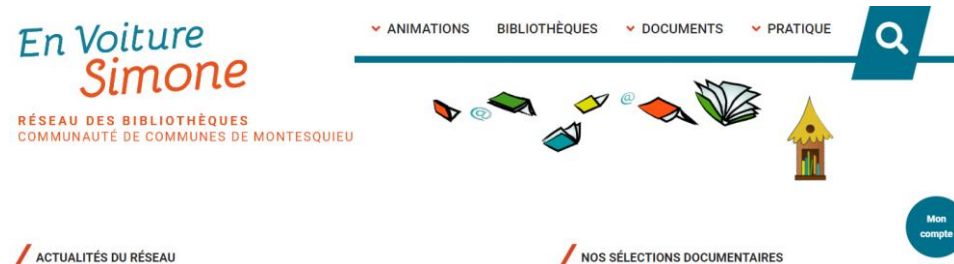 En Voiture
Simone
RÉSEAU DES BIBLIOTHÈQUES
COMMUNAUTÉ DE COMMUNES DE MONTESQUIEU
ANIMATIONS BIBLIOTHÈQUES DOCUMENTS PRATIQUE
@ @
Mon
compte
ACTUALITÉS DU RÉSEAU
NOS SÉLECTIONS DOCUMENTAIRES